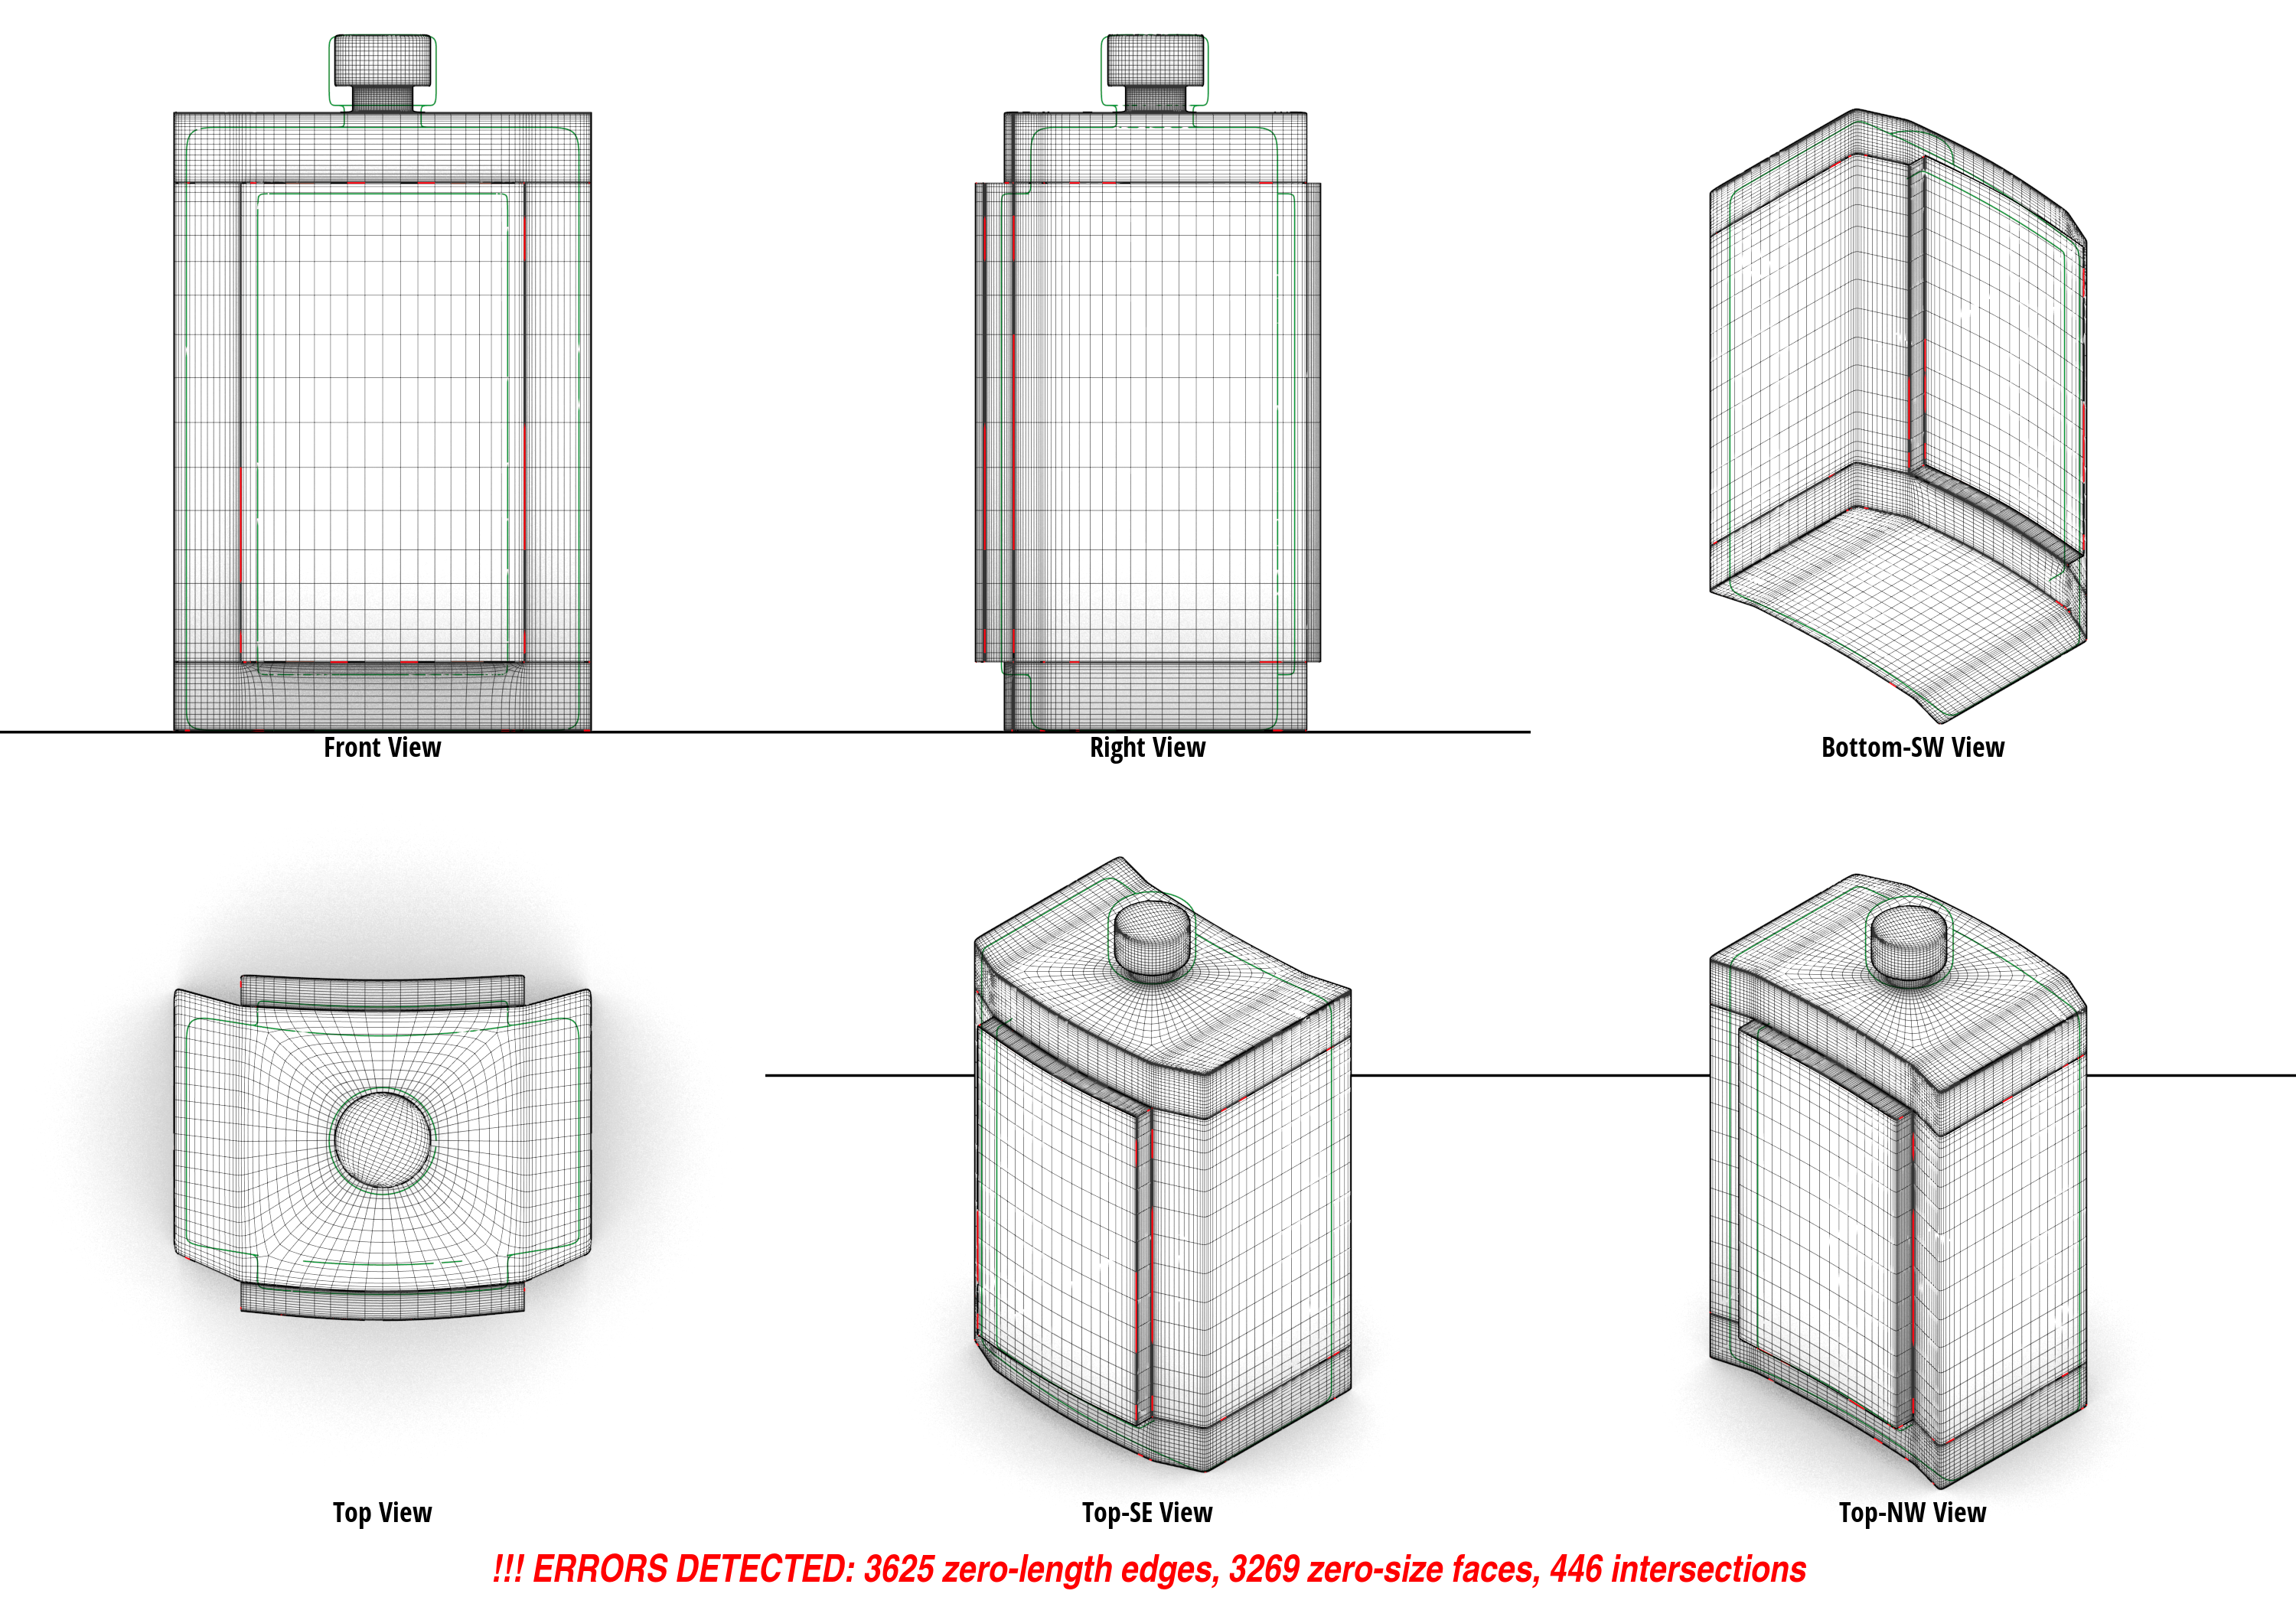 Front View
Right View
Bottom-SW View
Top View
Top-SE View
Top-NW View
!!! ERRORS DETECTED: 3625 zero-length edges, 3269 zero-size faces, 446 intersections